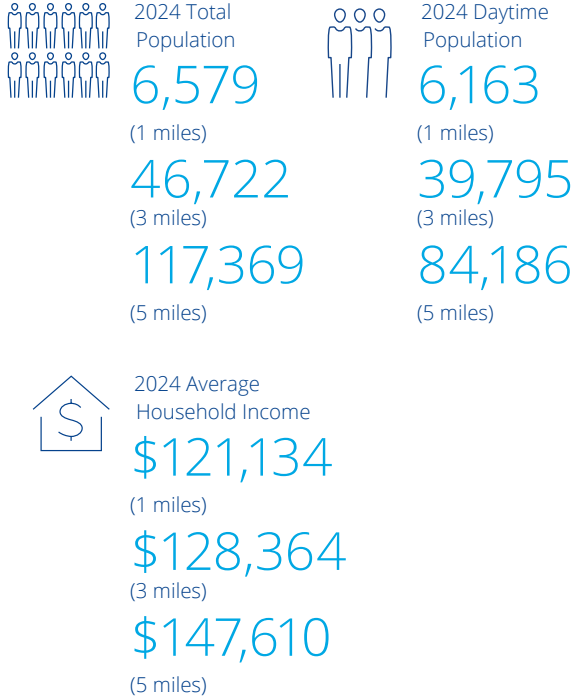 2024 Total
Population
6,579
(1 miles)
46,722
(3 miles)
117,369
(5 miles)
2024 Daytime
Population
6,163
(1 miles)
39,795
(3 miles)
84,186
(5 miles)
$
2024 Average
Household Income
$121,134
(1 miles)
$128,364
(3 miles)
$147,610
(5 miles)